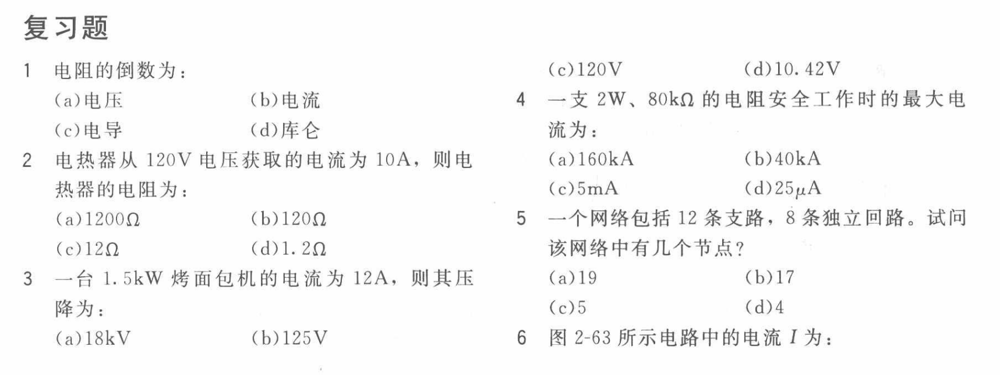 复习题
1 电阻的倒数为：
(a)电压 (b)电流
(c)电导 (d)库仑
2 电热器从 120V 电压获取的电流为 10A，则电
热器的电阻为：
(a)1200Ω (b)120Ω
(c)12Ω (d)1.2Ω
3 一台 1.5kW 烤面包机的电流为 12A，则其压
降为：
(a)18kV (b)125V
(c)120V (d)10.42V
4 一支 2W、80kΩ 的电阻安全工作时的最大电
流为：
(a)160kA (b)40kA
(c)5mA (d)25μA
5 一个网络包括 12 条支路，8 条独立回路。试问
该网络中有几个节点？
(a)19 (b)17
(c)5 (d)4
6 图 2-63 所示电路中的电流 I 为：